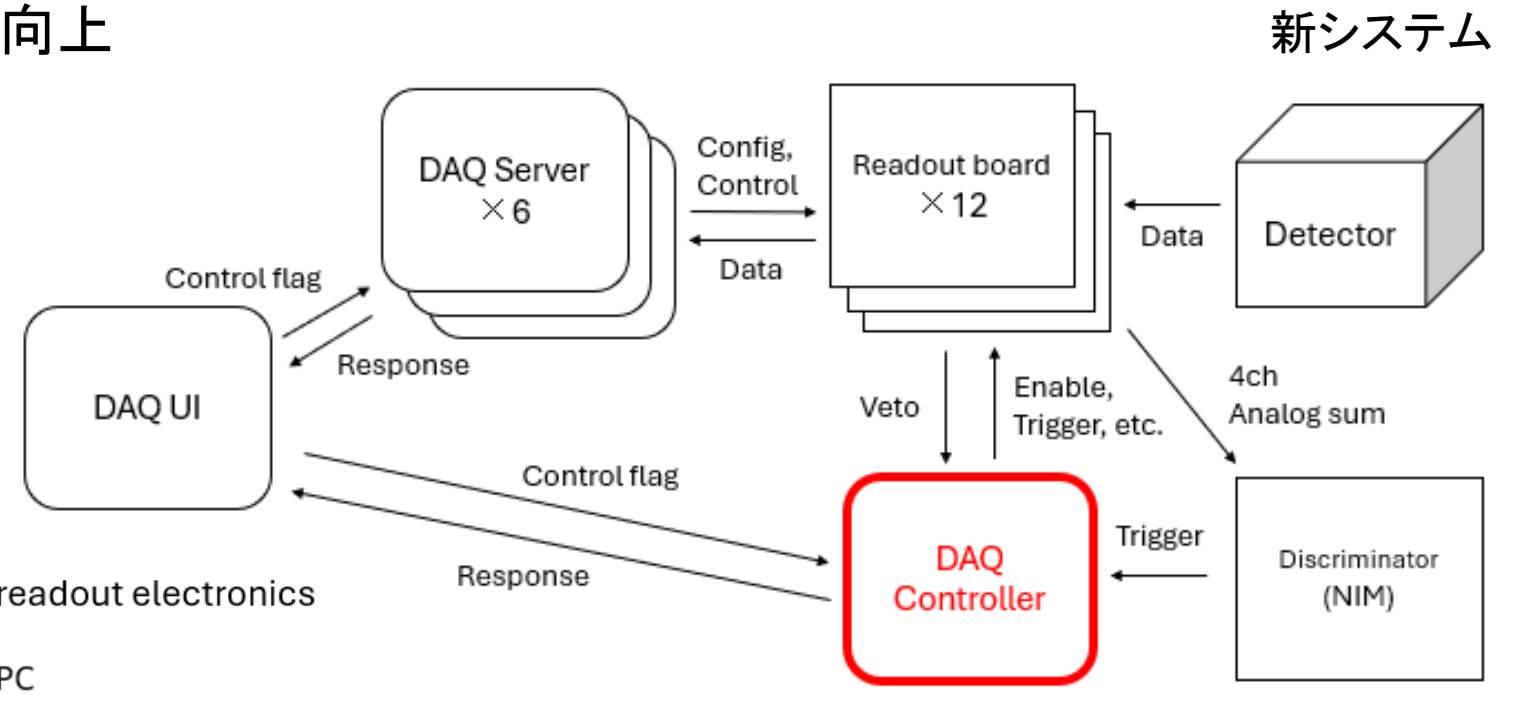 向上
新システム
DAQ Server
×6
Config,
Control
Data
Readout board
×12
Data
Detector
Control flag
Response
DAQ UI
Veto
Enable,
Trigger, etc.
4ch
Analog sum
Control flag
Response
DAQ
Controller
Trigger
Discriminator
(NIM)
readout electronics
PC